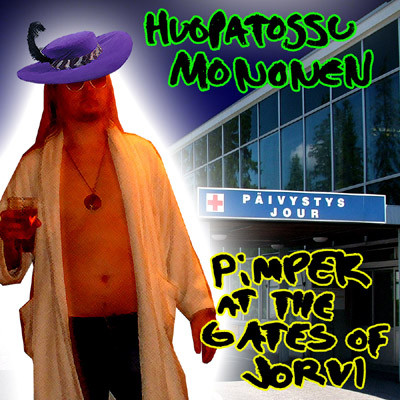 HUOPATOSSU
MONONEN
PÄIVYSTYS
JOUR
PiMPER
AT THE
GATES OF
JORVI